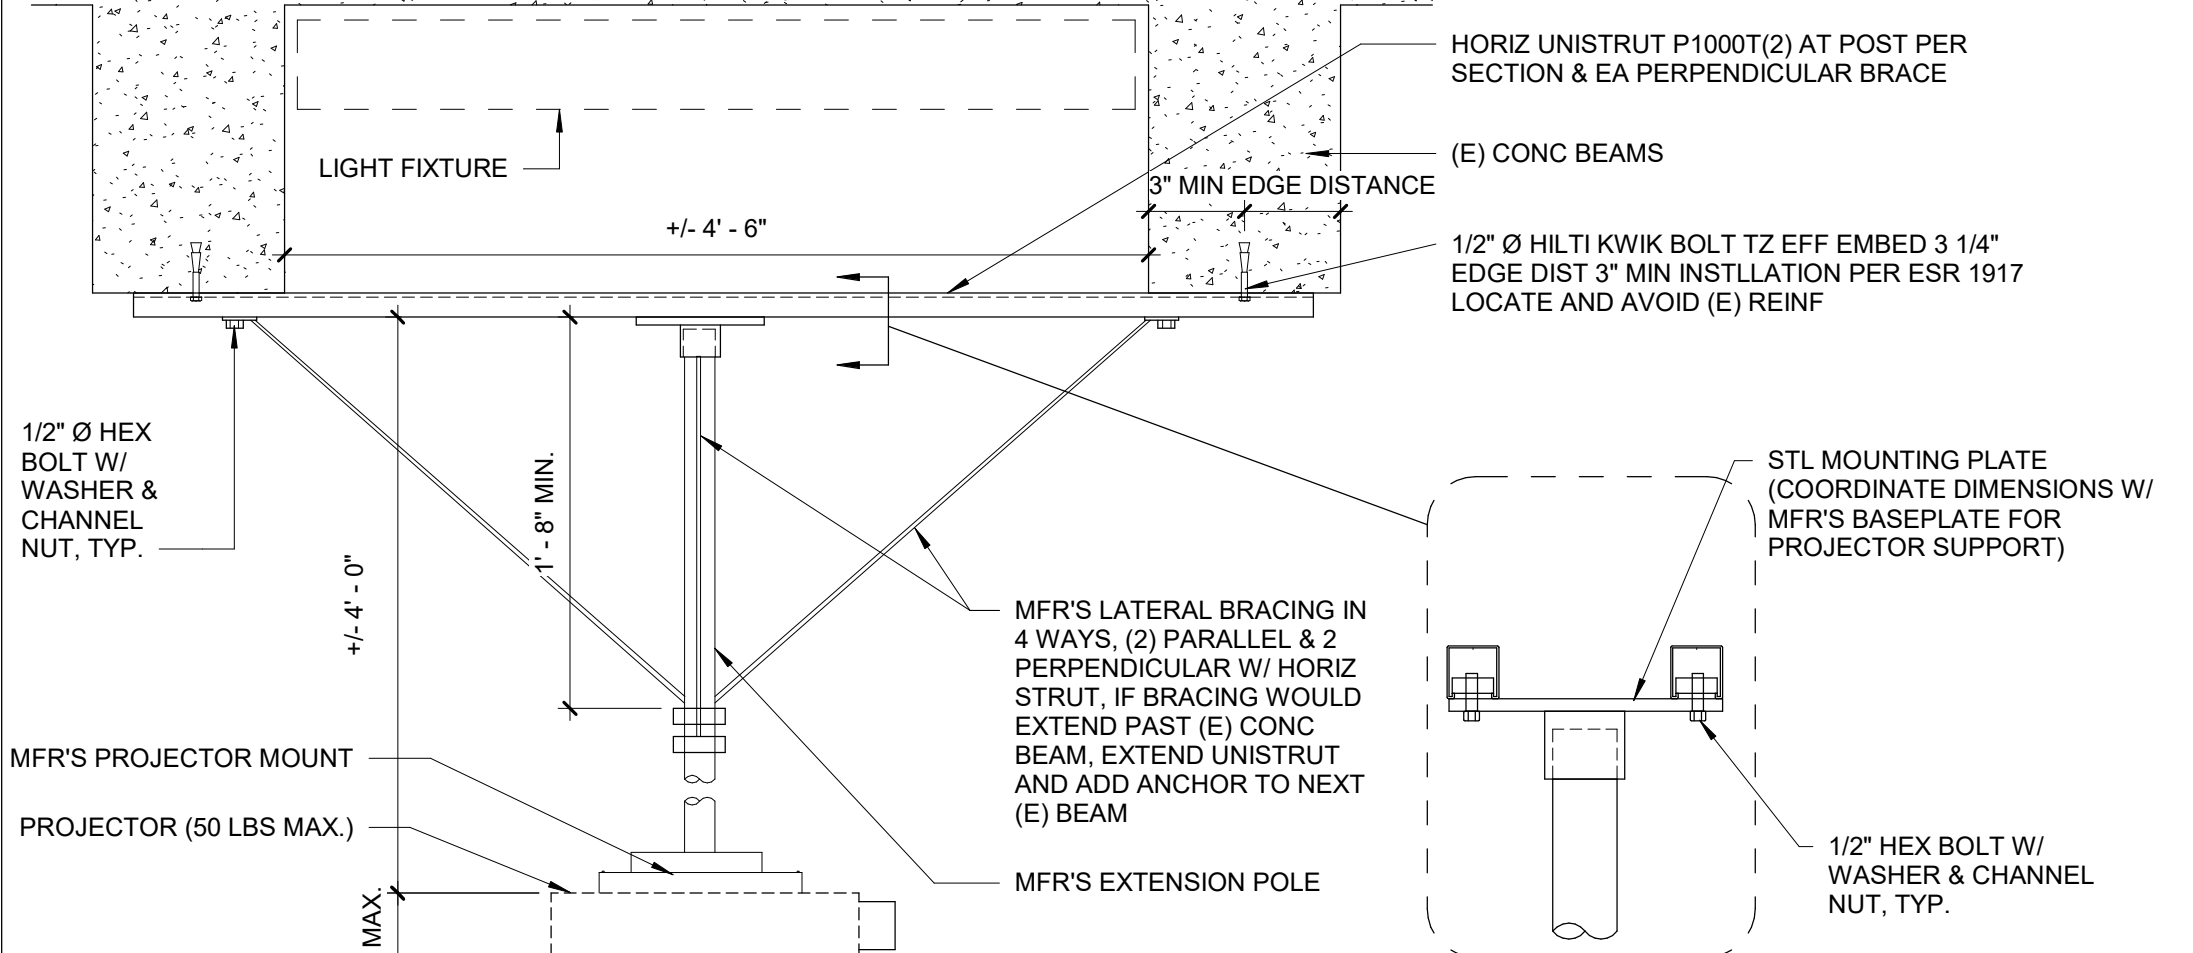 HORIZ UNISTRUT P1000T(2) AT POST PER
SECTION & EA PERPENDICULAR BRACE
LIGHT FIXTURE
(E) CONC BEAMS
3" MIN EDGE DISTANCE
+/- 4' - 6"
1/2" Ø HILTI KWIK BOLT TZ EFF EMBED 3 1/4"
EDGE DIST 3" MIN INSTLLATION PER ESR 1917
LOCATE AND AVOID (E) REINF
1/2" Ø HEX
BOLT W/
WASHER &
CHANNEL
NUT, TYP.
+/- 4' - 0"
1' - 8" MIN.
STL MOUNTING PLATE
(COORDINATE DIMENSIONS W/
MFR'S BASEPLATE FOR
PROJECTOR SUPPORT)
MFR'S LATERAL BRACING IN
4 WAYS, (2) PARALLEL & 2
PERPENDICULAR W/ HORIZ
STRUT, IF BRACING WOULD
EXTEND PAST (E) CONC
BEAM, EXTEND UNISTRUT
AND ADD ANCHOR TO NEXT
(E) BEAM
MFR'S PROJECTOR MOUNT
PROJECTOR (50 LBS MAX.)
MFR'S EXTENSION POLE
1/2" HEX BOLT W/
WASHER & CHANNEL
NUT, TYP.
MAX.